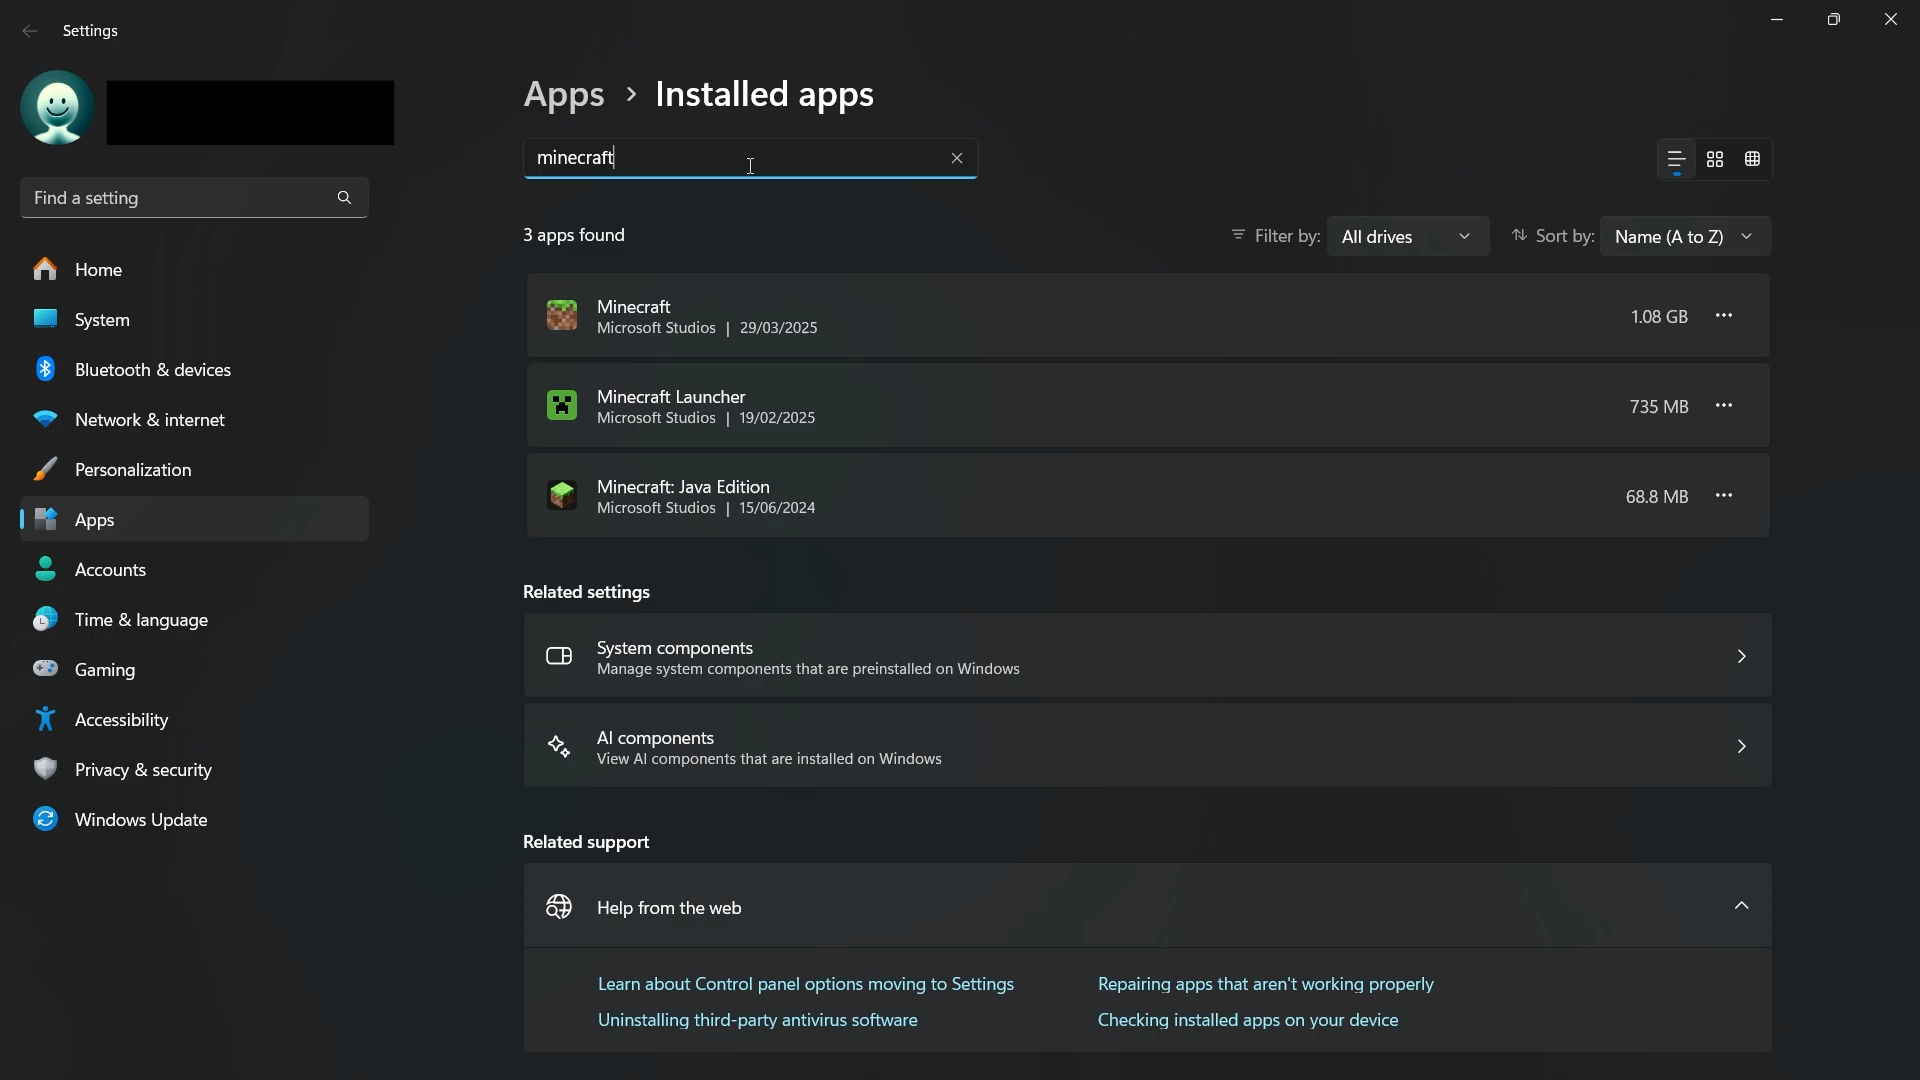 Settings
Find a setting
Home
System
Bluetooth & devices
Network & internet
Personalization
Apps
Accounts
Time & language
Gaming
Accessibility
Privacy & security
Windows Update
Apps > Installed apps
minecraft
3 apps found
Filter by: All drives
Sort by: Name (A to Z)
Minecraft
Microsoft Studios | 29/03/2025
1.08 GB
Minecraft Launcher
Microsoft Studios | 19/02/2025
735 MB
Minecraft: Java Edition
Microsoft Studios | 15/06/2024
68.8 MB
Related settings
System components
Manage system components that are preinstalled on Windows
AI components
View AI components that are installed on Windows
Related support
Help from the web
Learn about Control panel options moving to Settings
Repairing apps that aren't working properly
Uninstalling third-party antivirus software
Checking installed apps on your device